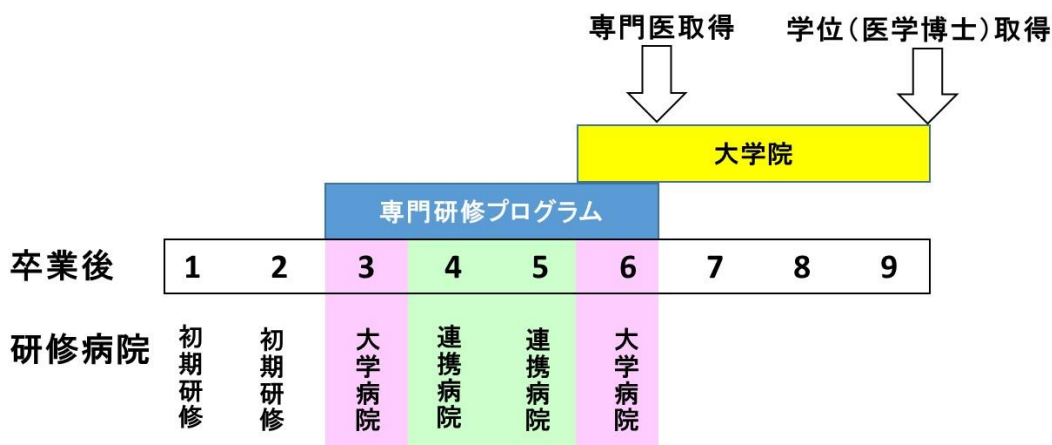 専門医取得 学位(医学博士)取得
大学院
専門研修プログラム
卒業後 1 2 3 4 5 6 7 8 9
研修病院 初期研修 初期研修 大学病院 連携病院 連携病院 大学病院